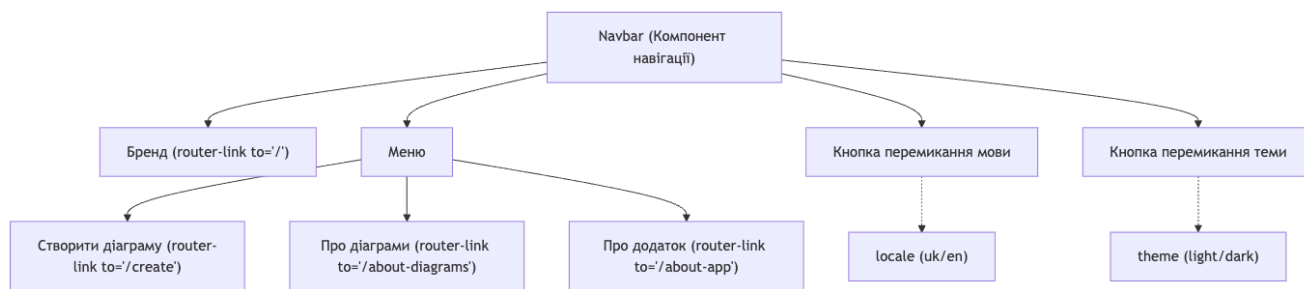 Navbar (Компонент
навігації)
Бренд (router-link to='/')
Меню
Кнопка перемикання мови
Кнопка перемикання теми
Створити діаграму (router-
link to='/create')
Про діаграми (router-link
to='/about-diagrams')
Про додаток (router-link
to='/about-app')
locale (uk/en)
theme (light/dark)